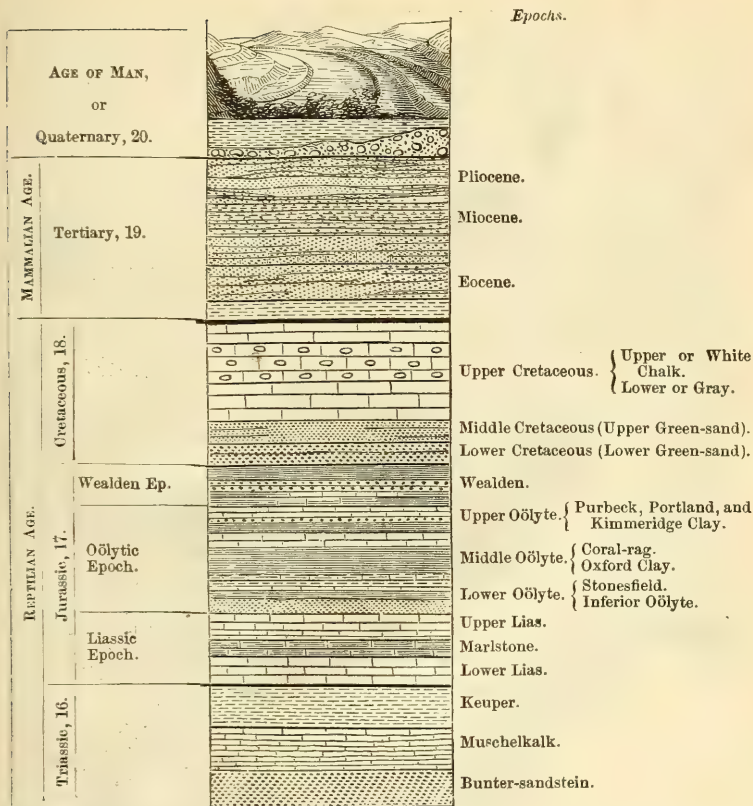 Epochs.
AGE OF MAN,
or
Quaternary, 20.
MAMMALIAN AGE.
Tertiary, 19.
Pliocene.
Miocene.
Eocene.
REPTILIAN AGE.
Cretaceous, 18.
Upper Cretaceous. { Upper or White
Chalk.
Lower or Gray.
Middle Cretaceous (Upper Green-sand).
Lower Cretaceous (Lower Green-sand).
Jurassic, 17.
Wealden Ep.
Wealden.
Oölytic
Epoch.
Upper Oölyte. { Purbeck, Portland, and
Kimmeridge Clay.
Middle Oölyte. { Coral-rag.
Oxford Clay.
Lower Oölyte. { Stonesfield.
Inferior Oölyte.
Liassic
Epoch.
Upper Lias.
Marlstone.
Lower Lias.
Triassic, 16.
Keuper.
Muschelkalk.
Bunter-sandstein.